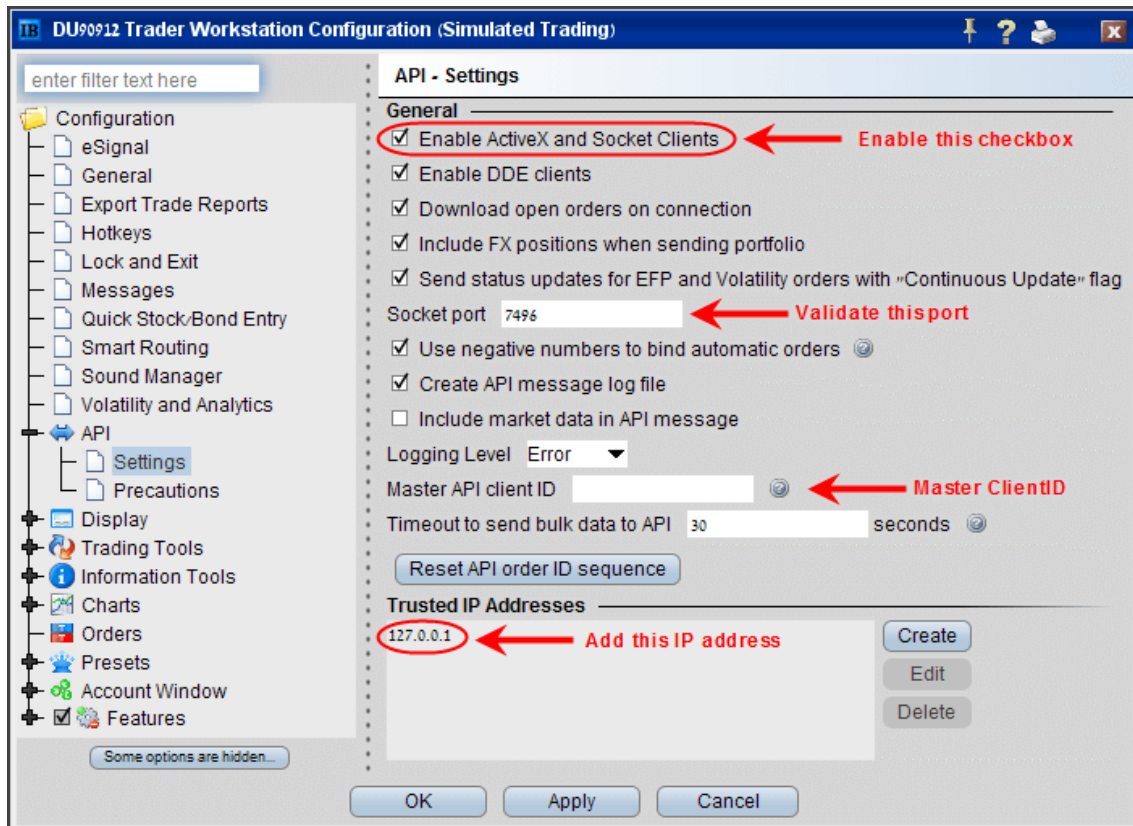 IB DU90912 Trader Workstation Configuration (Simulated Trading)
enter filter text here
Configuration
eSignal
General
Export Trade Reports
Hotkeys
Lock and Exit
Messages
Quick Stock/Bond Entry
Smart Routing
Sound Manager
Volatility and Analytics
API
Settings
Precautions
Display
Trading Tools
Information Tools
Charts
Orders
Presets
Account Window
Features
Some options are hidden...
API - Settings
General
Enable ActiveX and Socket Clients Enable this checkbox
Enable DDE clients
Download open orders on connection
Include FX positions when sending portfolio
Send status updates for EFP and Volatility orders with "Continuous Update" flag
Socket port 7496 Validate this port
Use negative numbers to bind automatic orders ?
Create API message log file
Include market data in API message
Logging Level Error
Master API client ID ? Master ClientID
Timeout to send bulk data to API 30 seconds ?
Reset API order ID sequence
Trusted IP Addresses
127.0.0.1 Add this IP address
Create
Edit
Delete
OK Apply Cancel